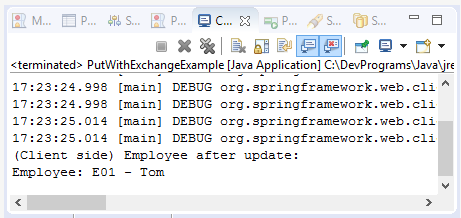 M... P... S... D... C... P... G... P...
<terminated> PutWithExchangeExample [Java Application] C:\DevPrograms\Java\jre
17:23:24.998 [main] DEBUG org.springframework.web.cli
17:23:24.998 [main] DEBUG org.springframework.web.cli
17:23:25.014 [main] DEBUG org.springframework.web.cli
17:23:25.014 [main] DEBUG org.springframework.web.cli
(Client side) Employee after update:
Employee: E01 - Tom